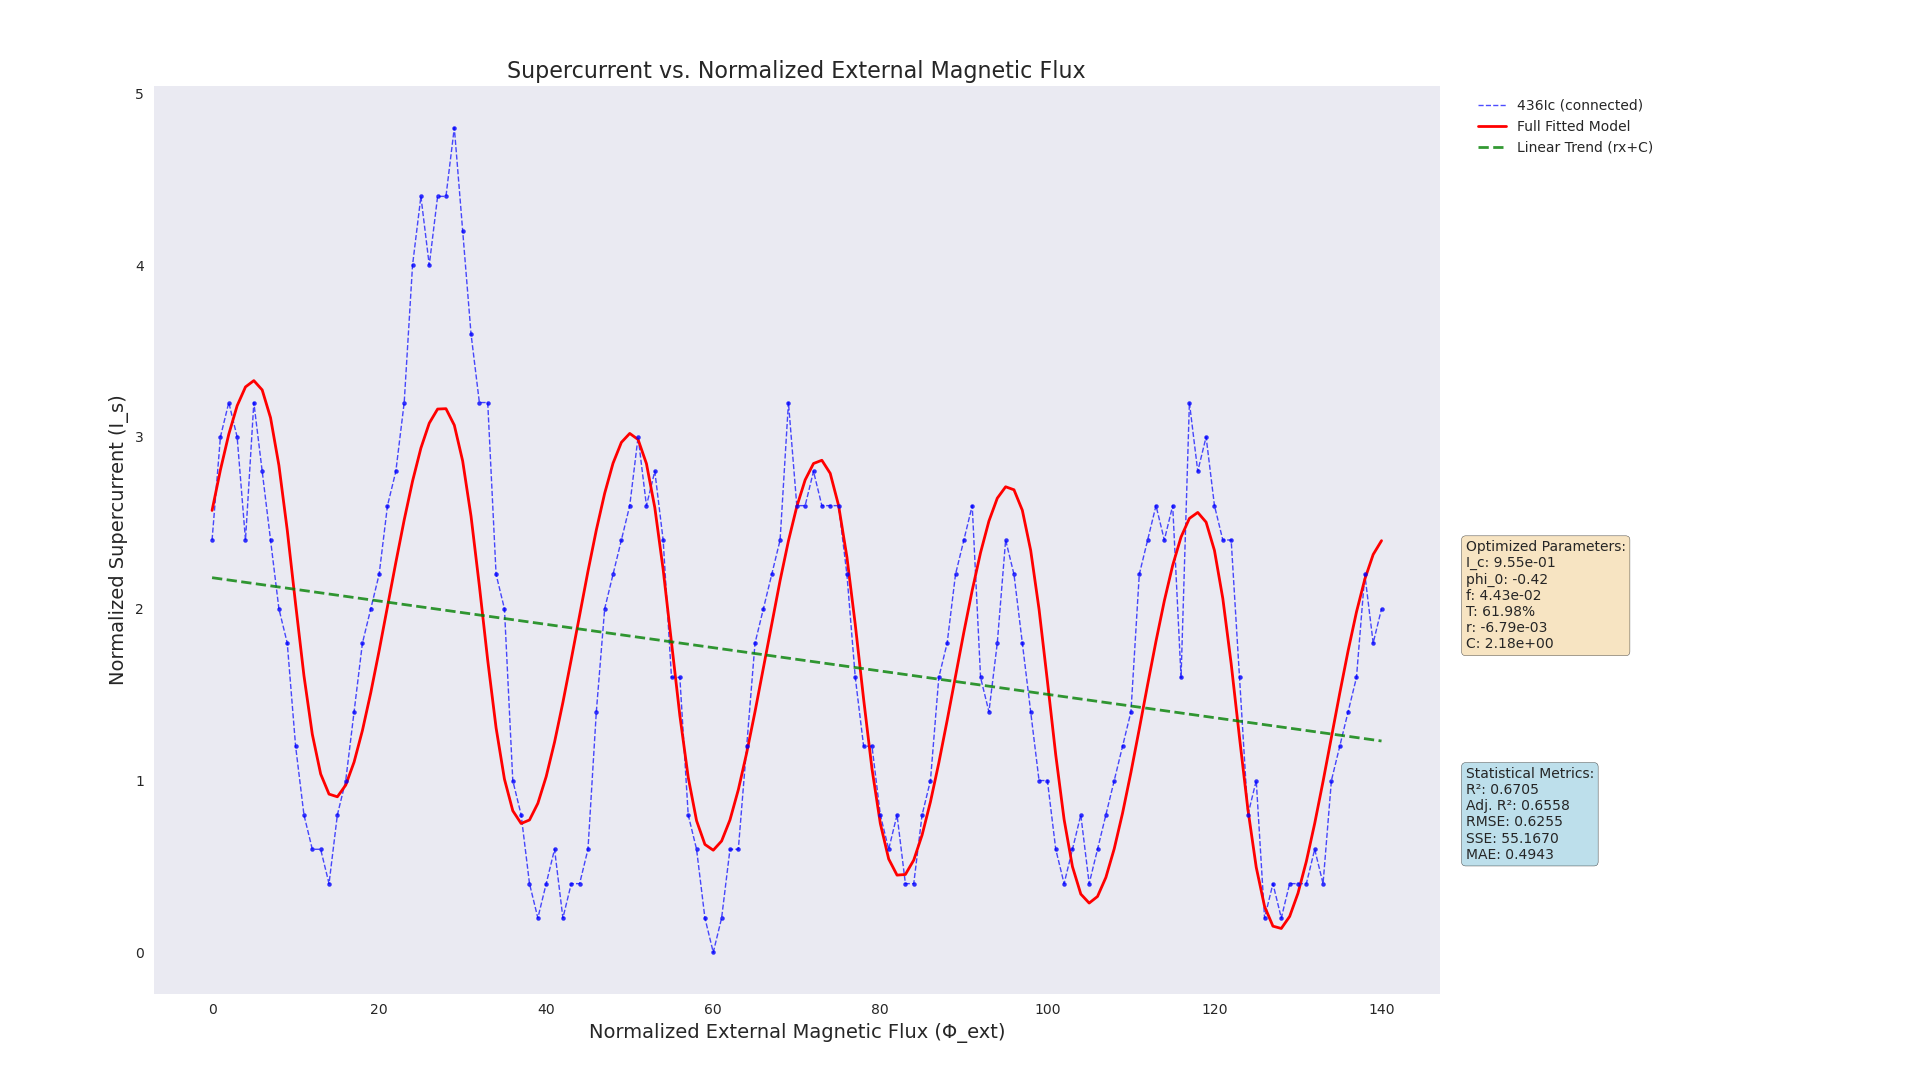 Supercurrent vs. Normalized External Magnetic Flux
5
4
3
2
1
0
Normalized Supercurrent (I_s)
0 20 40 60 80 100 120 140
Normalized External Magnetic Flux (Φ_ext)
436Ic (connected)
Full Fitted Model
Linear Trend (rx+C)
Optimized Parameters:
I_c: 9.55e-01
phi_0: -0.42
f: 4.43e-02
T: 61.98%
r: -6.79e-03
C: 2.18e+00
Statistical Metrics:
R²: 0.6705
Adj. R²: 0.6558
RMSE: 0.6255
SSE: 55.1670
MAE: 0.4943